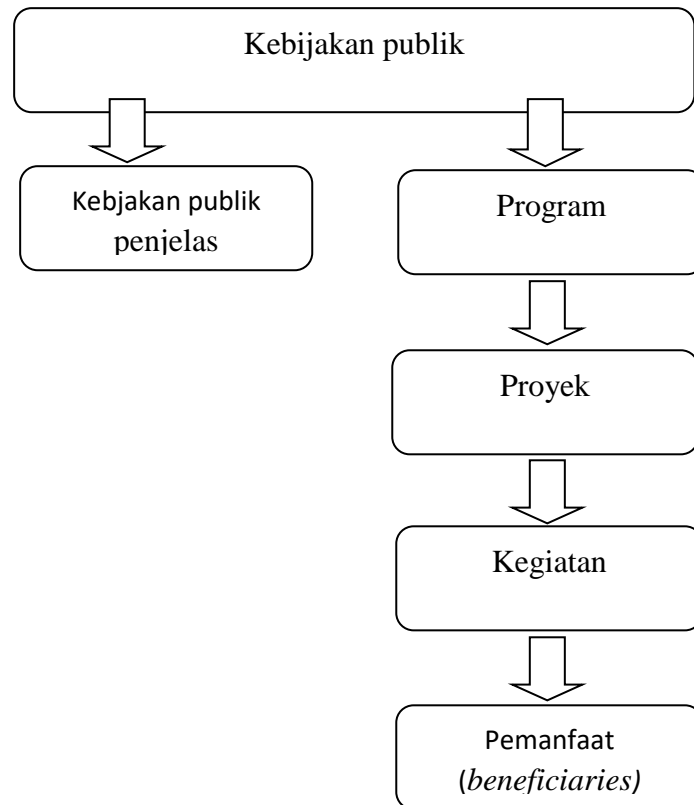 Kebijakan publik
Kebjakan publik
penjelas
Program
Proyek
Kegiatan
Pemanfaat
(beneficiaries)